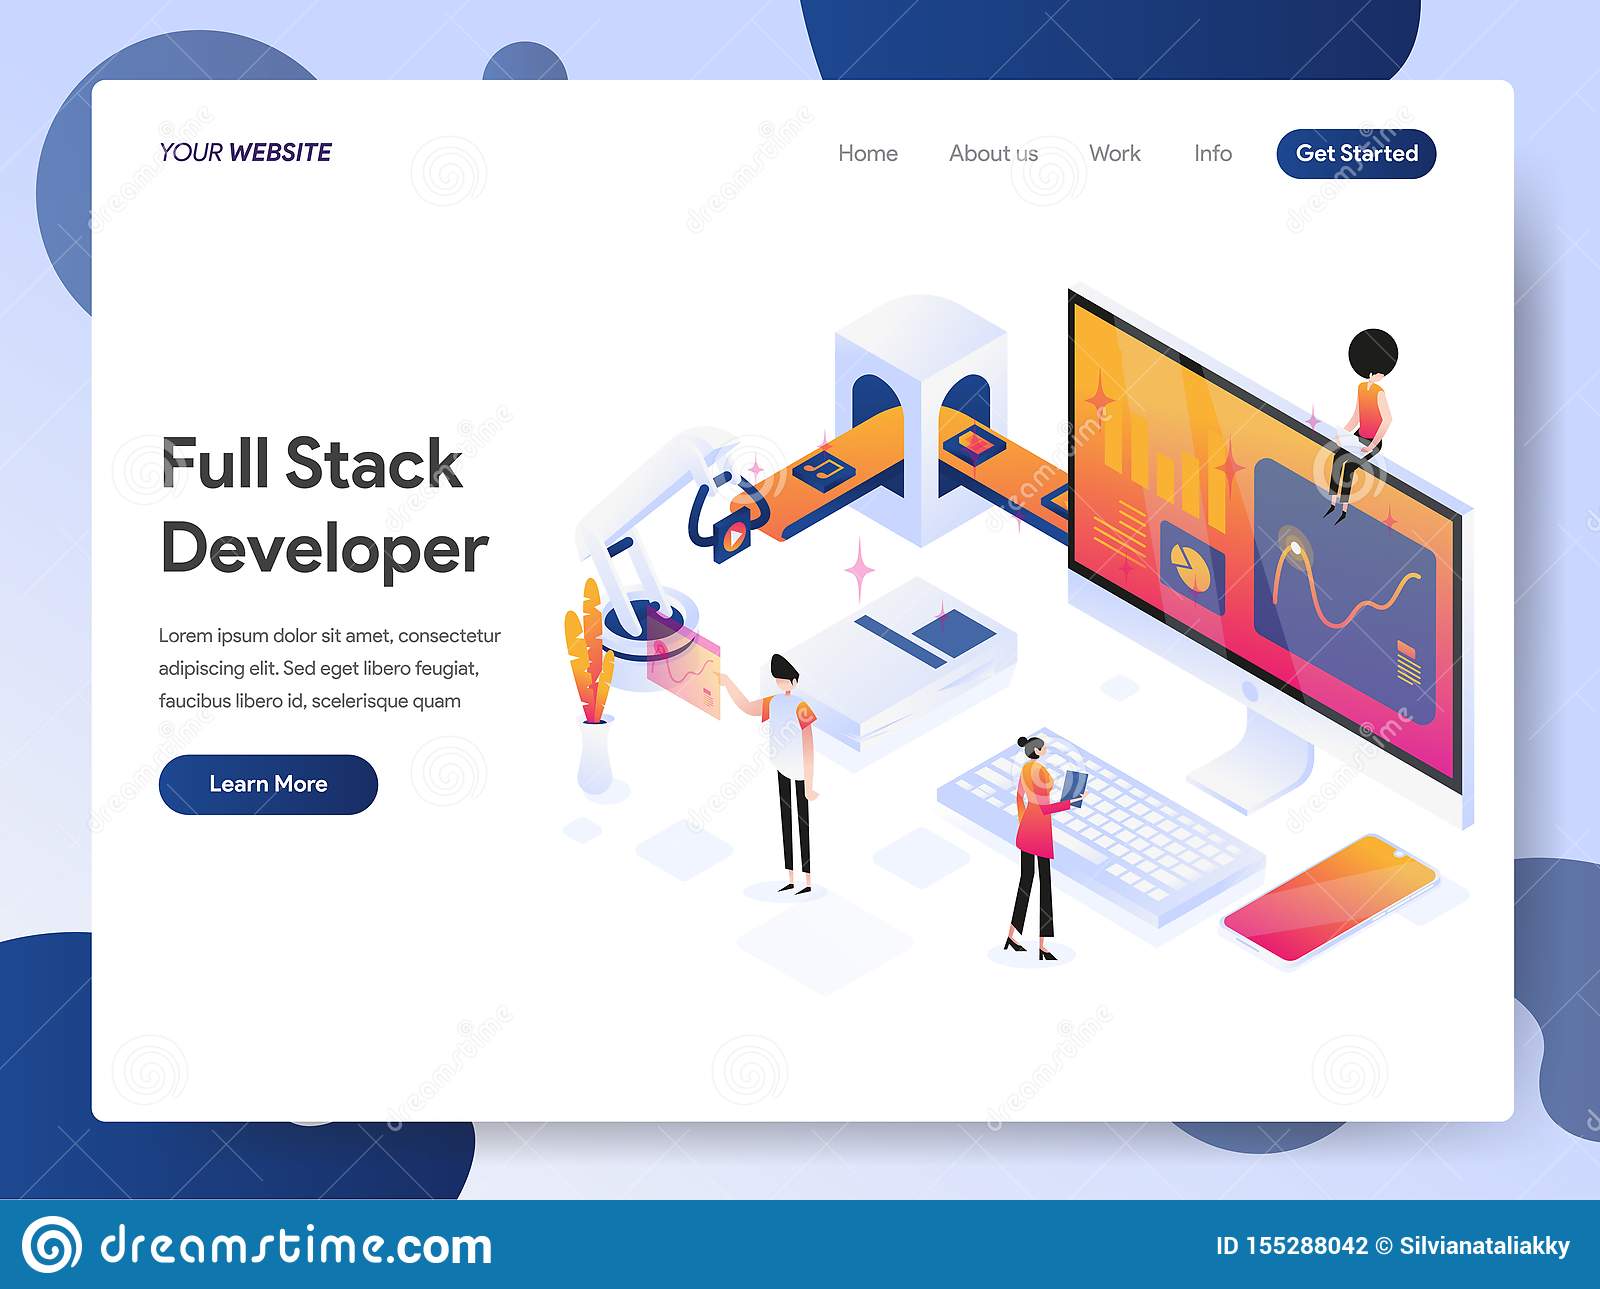 YOUR WEBSITE
Home About us Work Info Get Started
Full Stack
Developer
Lorem ipsum dolor sit amet, consectetur
adipiscing elit. Sed eget libero feugiat,
faucibus libero id, scelerisque quam
Learn More
dreamstime.com
ID 155288042 © Silvianataliakky